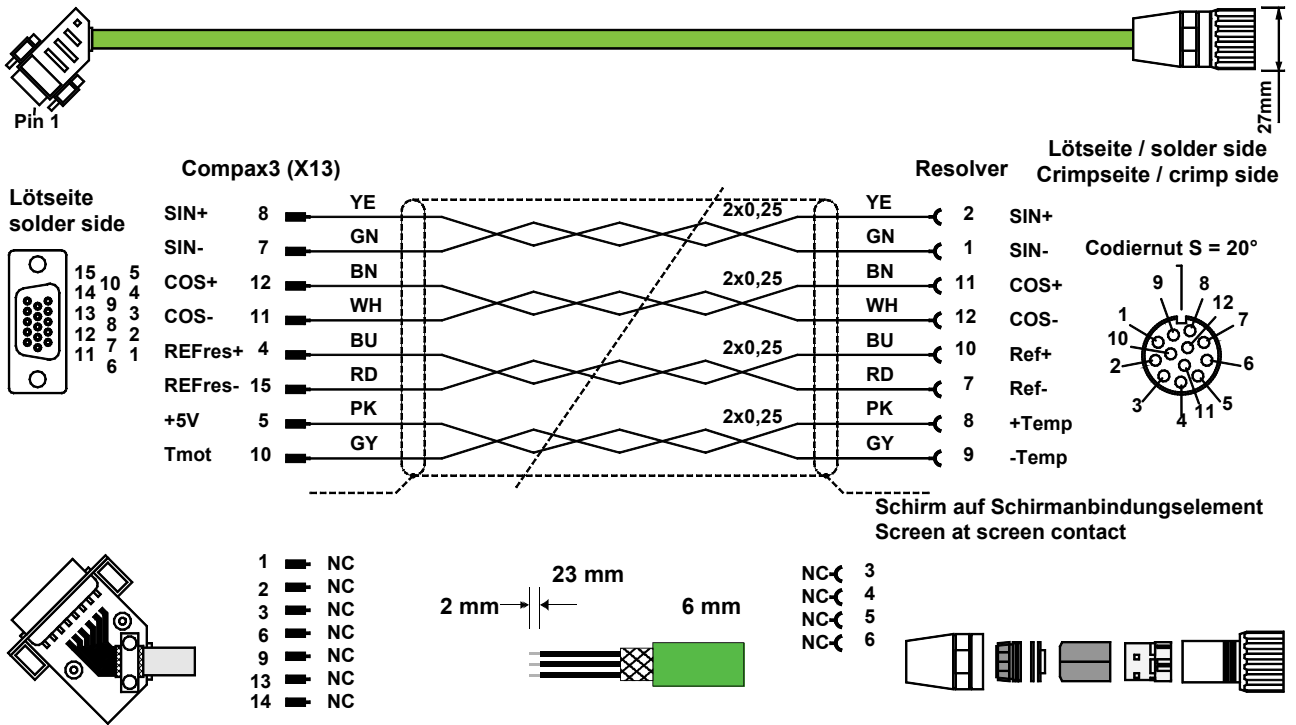 Pin 1
27mm
Compax3 (X13)
Resolver
Lötseite / solder side
Crimpseite / crimp side
Lötseite
solder side
15 10 5
14 9 4
13 8 3
12 7 2
11 6 1
SIN+ 8 YE 2x0,25 YE 2 SIN+
SIN- 7 GN GN 1 SIN-
COS+ 12 BN 2x0,25 BN 11 COS+
COS- 11 WH WH 12 COS-
REFres+ 4 BU 2x0,25 BU 10 Ref+
REFres- 15 RD RD 7 Ref-
+5V 5 PK 2x0,25 PK 8 +Temp
Tmot 10 GY GY 9 -Temp
Codiernut S = 20°
9 8
1 12 7
10
2 6
3 4 11 5
Schirm auf Schirmanbindungselement
Screen at screen contact
1 NC
2 NC
3 NC
6 NC
9 NC
13 NC
14 NC
23 mm
2 mm 6 mm
NC 3
NC 4
NC 5
NC 6